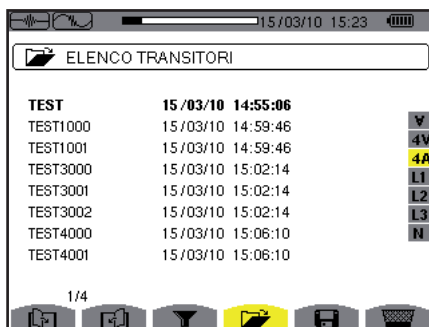 15/03/10 15:23
ELENCO TRANSITORI
TEST 15/03/10 14:55:06
TEST1000 15/03/10 14:59:46
TEST1001 15/03/10 14:59:46
TEST3000 15/03/10 15:02:14
TEST3001 15/03/10 15:02:14
TEST3002 15/03/10 15:02:14
TEST4000 15/03/10 15:06:10
TEST4001 15/03/10 15:06:10
∀
4V
4A
L1
L2
L3
N
1/4